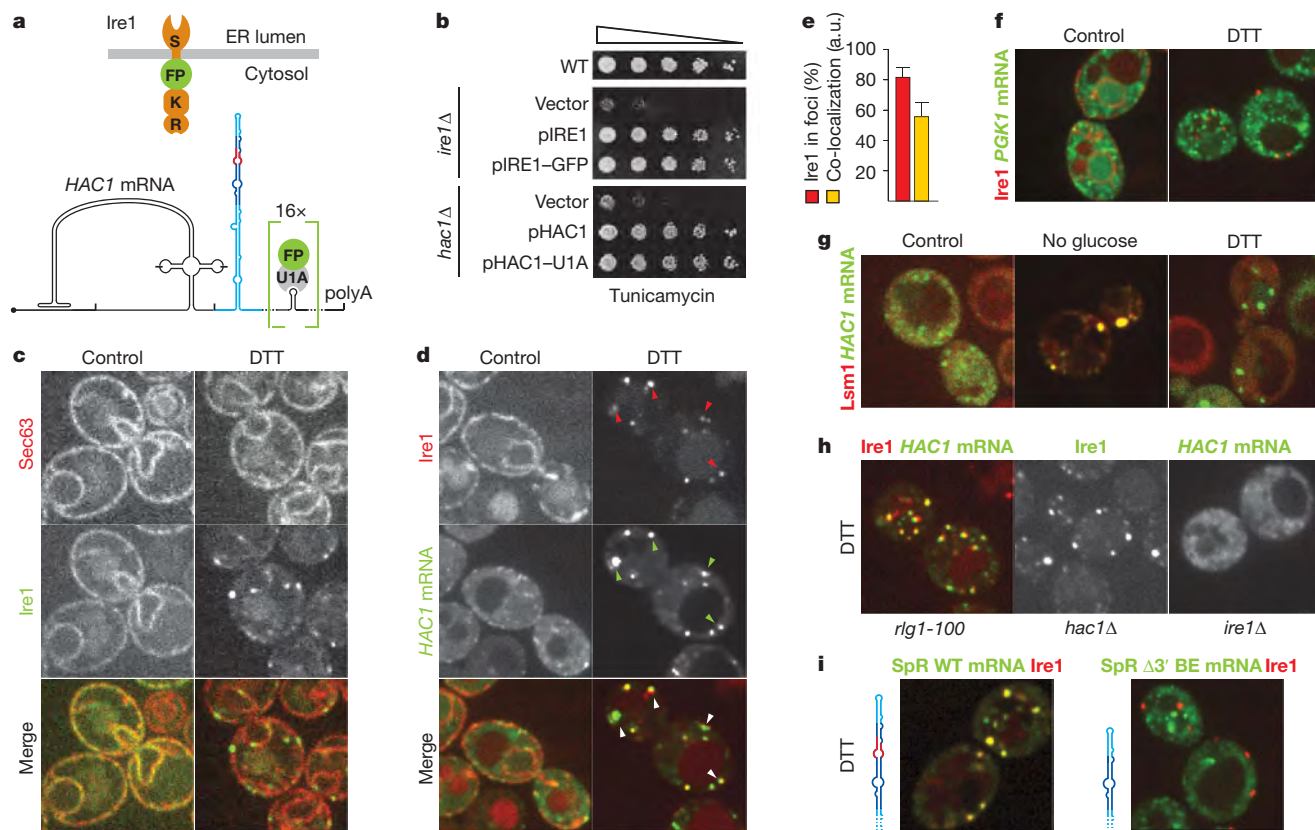 a
Ire1
S
ER lumen
FP
Cytosol
K
R
HAC1 mRNA
16×
FP
U1A
polyA
b
WT
ire1Δ
Vector
pIRE1
pIRE1–GFP
hac1Δ
Vector
pHAC1
pHAC1–U1A
Tunicamycin
c
Control
DTT
Sec63
Ire1
Merge
d
Control
DTT
Ire1
HAC1 mRNA
Merge
e
Ire1 in foci (%)
Co-localization (a.u.)
100
80
60
40
20
f
Control
DTT
Ire1 PGK1 mRNA
g
Control
No glucose
DTT
Lsm1 HAC1 mRNA
h
Ire1 HAC1 mRNA
Ire1
HAC1 mRNA
DTT
rlg1-100
hac1Δ
ire1Δ
i
SpR WT mRNA Ire1
SpR Δ3′ BE mRNA Ire1
DTT